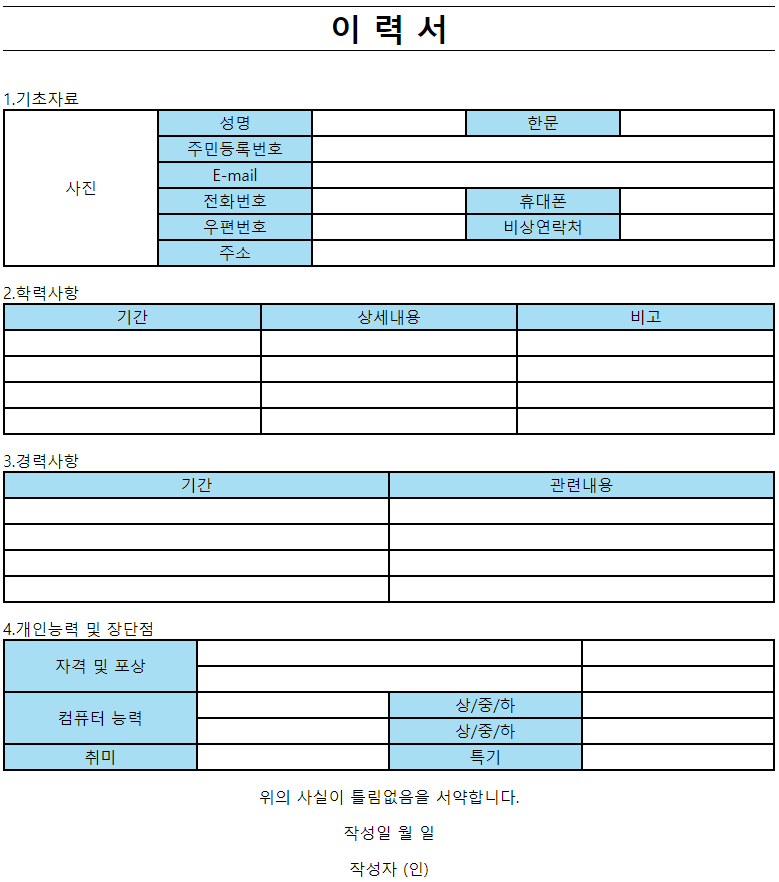 이 력 서
1.기초자료
사진
성명 한문
주민등록번호
E-mail
전화번호 휴대폰
우편번호 비상연락처
주소
2.학력사항
기간 상세내용 비고
3.경력사항
기간 관련내용
4.개인능력 및 장단점
자격 및 포상
컴퓨터 능력 상/중/하
상/중/하
취미 특기
위의 사실이 틀림없음을 서약합니다.
작성일 월 일
작성자 (인)